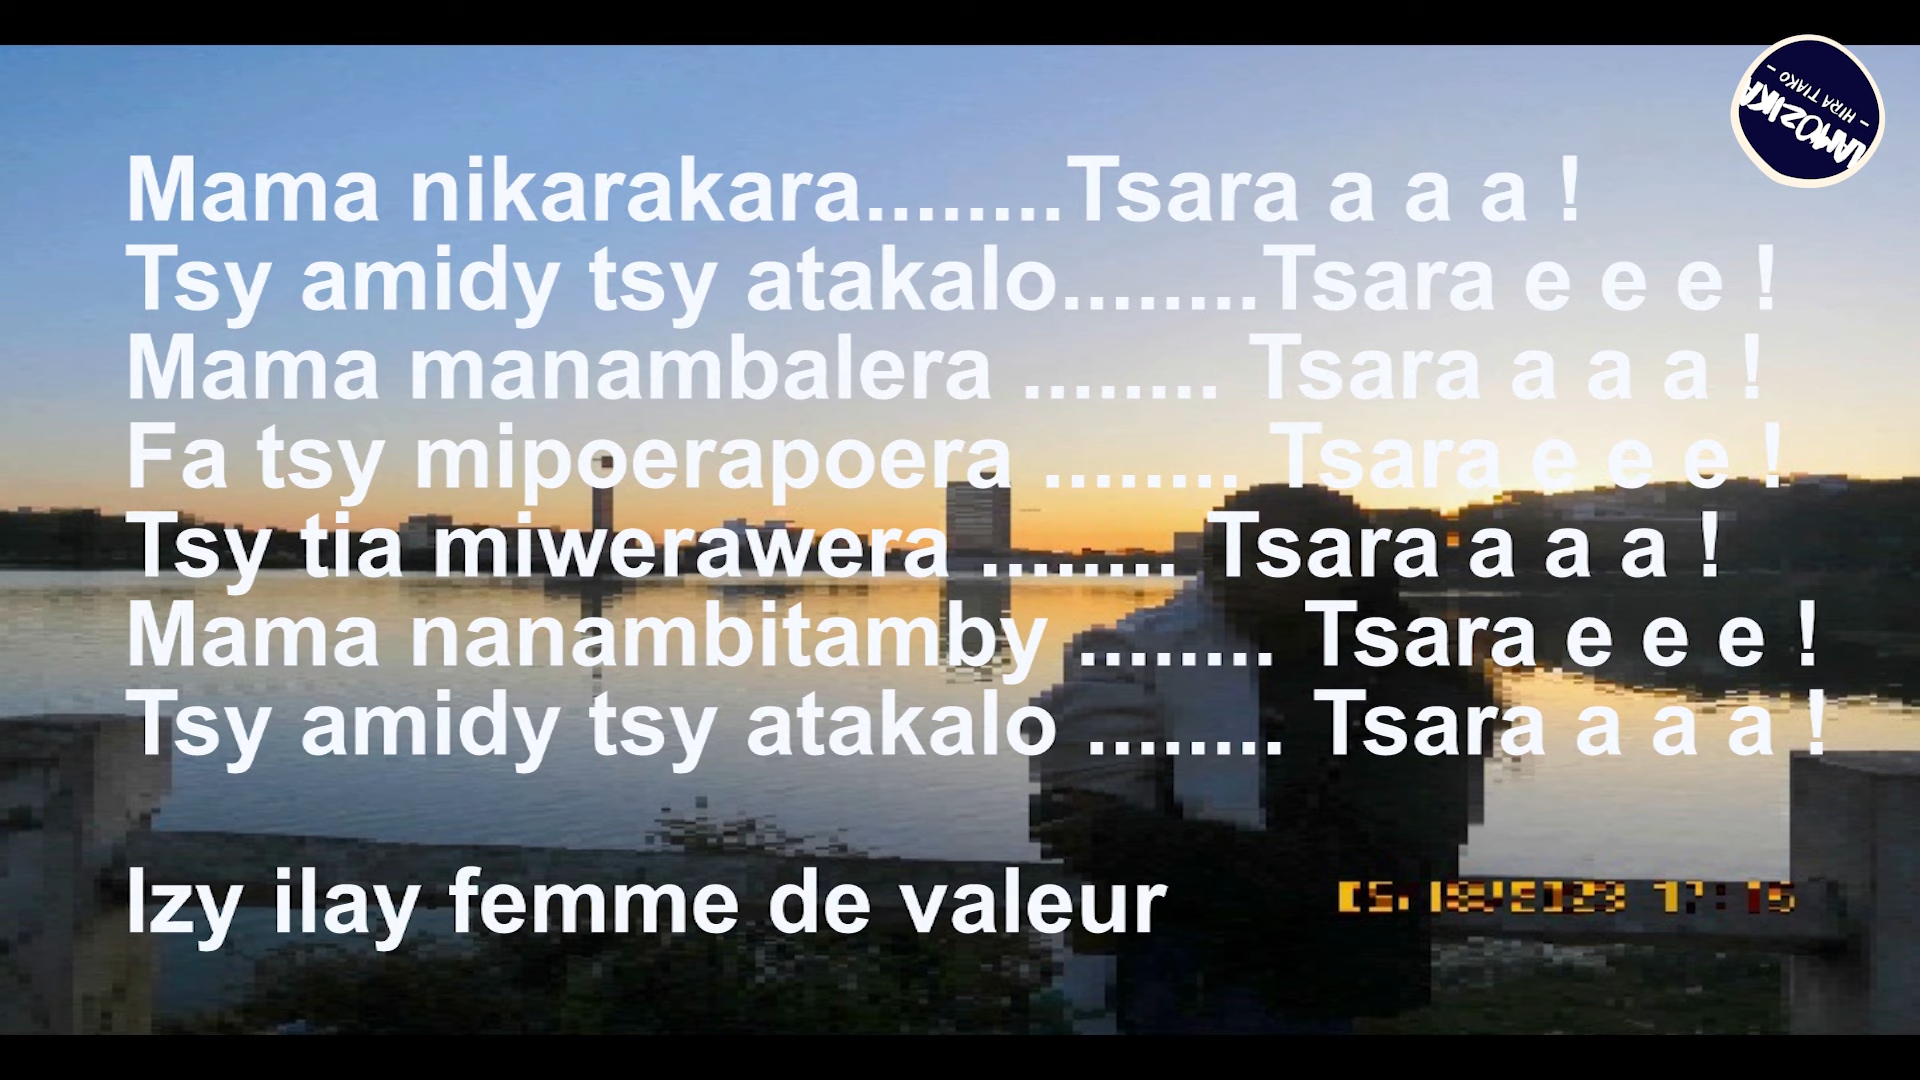 HIRA TIAKO
Mama nikarakara........Tsara a a a !
Tsy amidy tsy atakalo........Tsara e e e !
Mama manambalera ........ Tsara a a a !
Fa tsy mipoerapoera ........ Tsara e e e !
Tsy tia miwerawera ........ Tsara a a a !
Mama nanambitamby ........ Tsara e e e !
Tsy amidy tsy atakalo ........ Tsara a a a !
Izy ilay femme de valeur